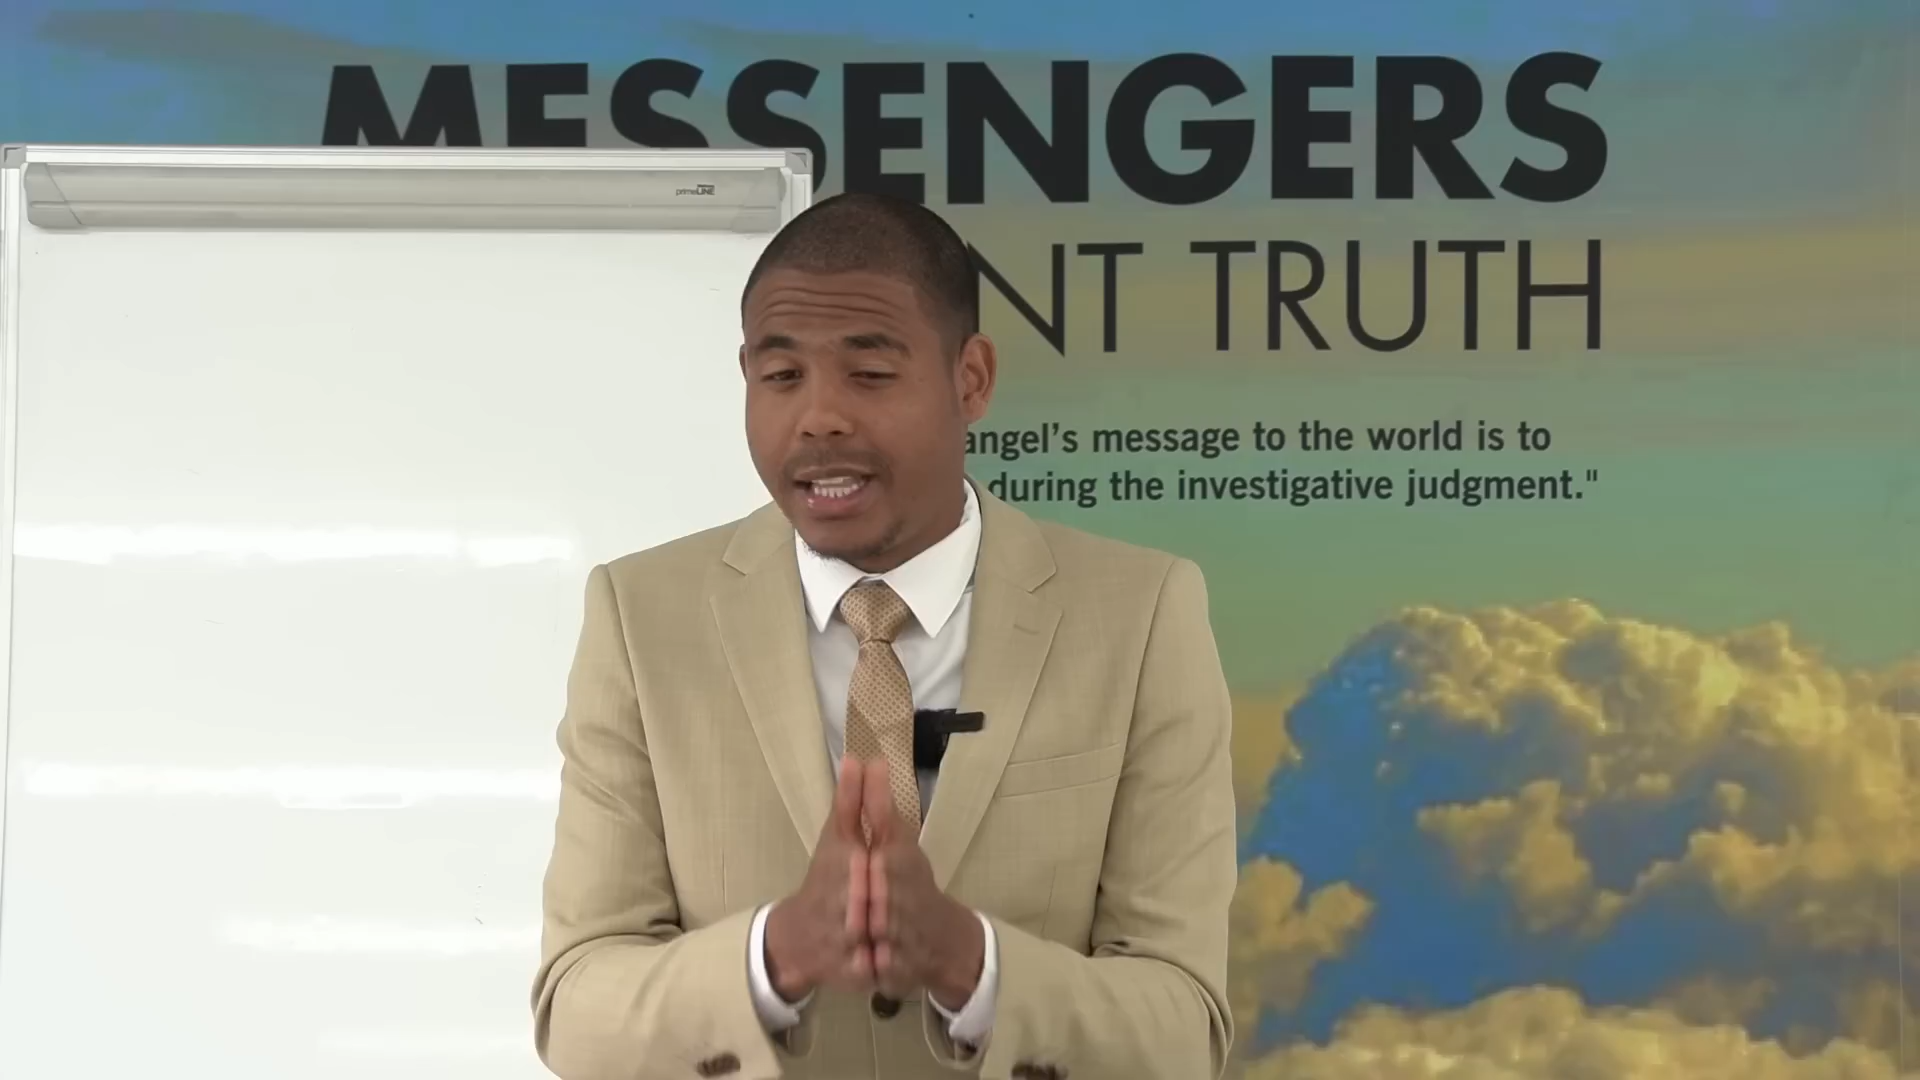 MESSENGERS
NT TRUTH
angel's message to the world is to
during the investigative judgment."
primeLINE